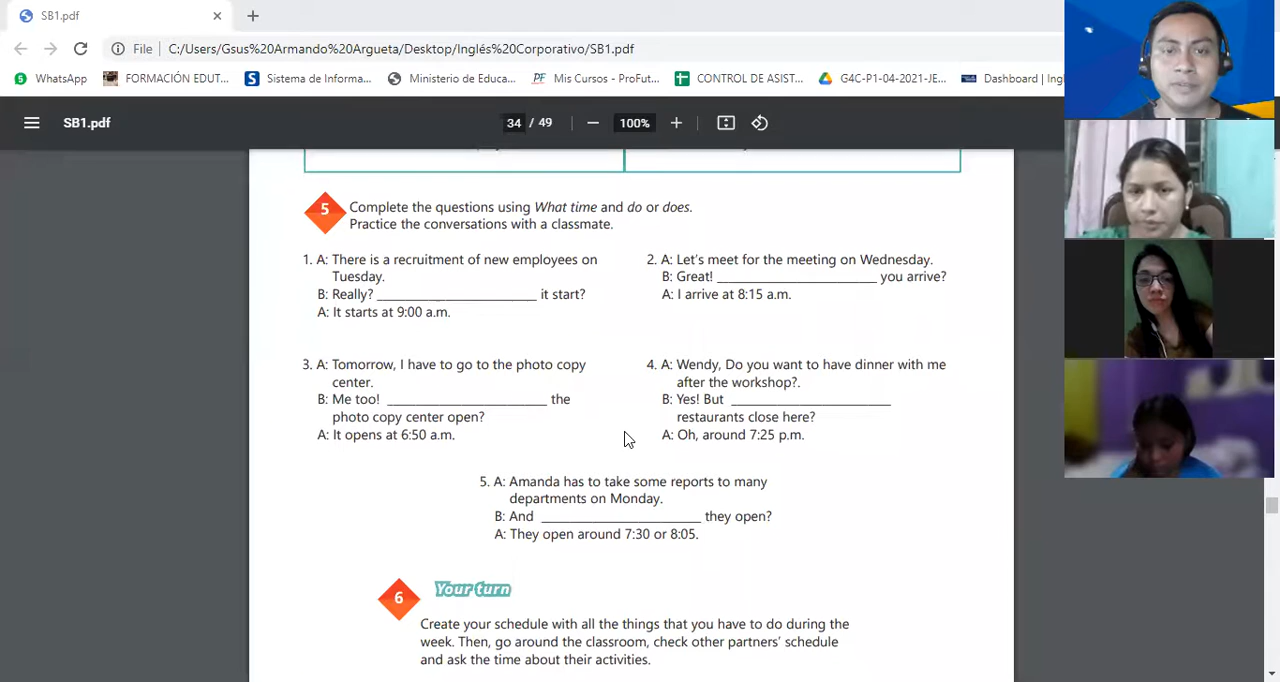 SB1.pdf
File C:/Users/Gsus%20Armando%20Argueta/Desktop/Inglés%20Corporativo/SB1.pdf
WhatsApp FORMACIÓN EDUT... Sistema de Informa... Ministerio de Educa... Mis Cursos - ProFut... CONTROL DE ASIST... G4C-P1-04-2021-JE... Dashboard | Ingl
SB1.pdf 34 / 49 100%
5 Complete the questions using What time and do or does.
Practice the conversations with a classmate.
1. A: There is a recruitment of new employees on
Tuesday.
B: Really? ____________________ it start?
A: It starts at 9:00 a.m.
2. A: Let's meet for the meeting on Wednesday.
B: Great! ____________________ you arrive?
A: I arrive at 8:15 a.m.
3. A: Tomorrow, I have to go to the photo copy
center.
B: Me too! ____________________ the
photo copy center open?
A: It opens at 6:50 a.m.
4. A: Wendy, Do you want to have dinner with me
after the workshop?.
B: Yes! But ____________________
restaurants close here?
A: Oh, around 7:25 p.m.
5. A: Amanda has to take some reports to many
departments on Monday.
B: And ____________________ they open?
A: They open around 7:30 or 8:05.
6 Your turn
Create your schedule with all the things that you have to do during the
week. Then, go around the classroom, check other partners' schedule
and ask the time about their activities.